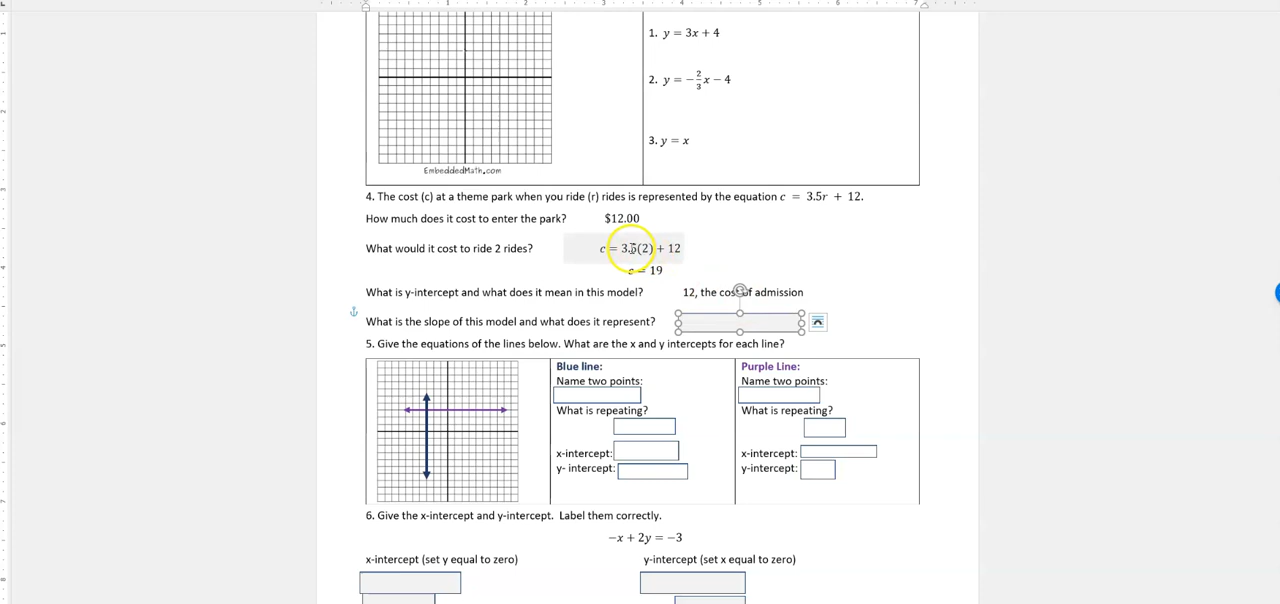 1. y = 3x + 4
2. y = −2/3x − 4
3. y = x
EmbeddedMath.com
4. The cost (c) at a theme park when you ride (r) rides is represented by the equation c = 3.5r + 12.
How much does it cost to enter the park? $12.00
What would it cost to ride 2 rides? c = 3.5(2) + 12
= 19
What is y-intercept and what does it mean in this model? 12, the cost of admission
What is the slope of this model and what does it represent?
5. Give the equations of the lines below. What are the x and y intercepts for each line?
Blue line:
Name two points:
What is repeating?
x-intercept:
y- intercept:
Purple Line:
Name two points:
What is repeating?
x-intercept:
y-intercept:
6. Give the x-intercept and y-intercept. Label them correctly.
−x + 2y = −3
x-intercept (set y equal to zero) y-intercept (set x equal to zero)